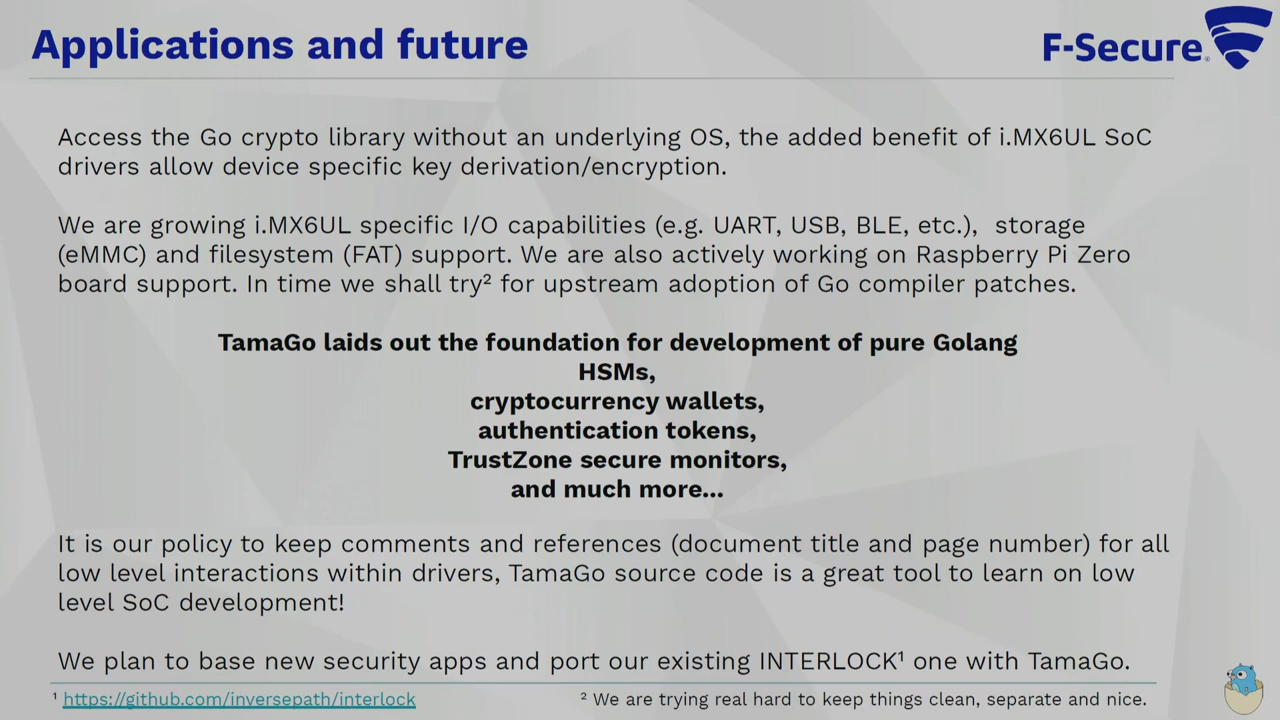 Applications and future
F-Secure®
Access the Go crypto library without an underlying OS, the added benefit of i.MX6UL SoC
drivers allow device specific key derivation/encryption.
We are growing i.MX6UL specific I/O capabilities (e.g. UART, USB, BLE, etc.), storage
(eMMC) and filesystem (FAT) support. We are also actively working on Raspberry Pi Zero
board support. In time we shall try² for upstream adoption of Go compiler patches.
TamaGo laids out the foundation for development of pure Golang
HSMs,
cryptocurrency wallets,
authentication tokens,
TrustZone secure monitors,
and much more...
It is our policy to keep comments and references (document title and page number) for all
low level interactions within drivers, TamaGo source code is a great tool to learn on low
level SoC development!
We plan to base new security apps and port our existing INTERLOCK¹ one with TamaGo.
¹ https://github.com/inversepath/interlock
² We are trying real hard to keep things clean, separate and nice.